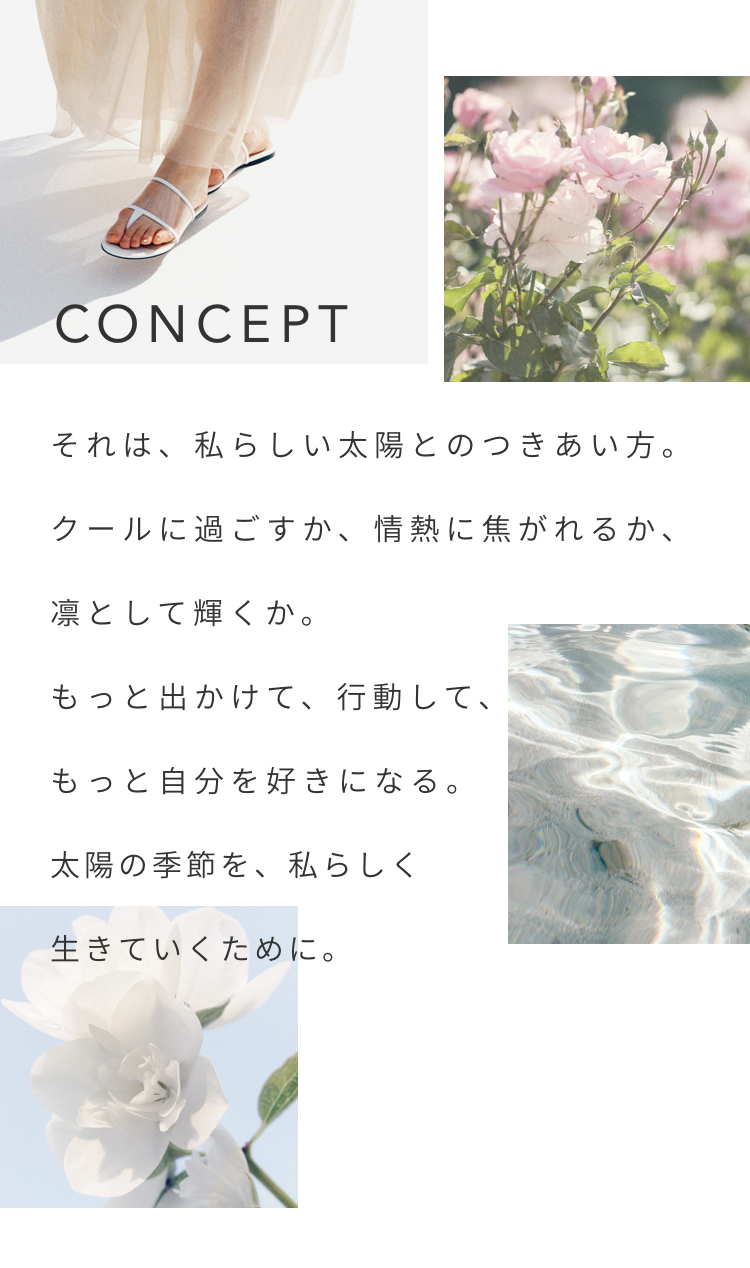 CONCEPT
それは、私らしい太陽とのつきあい方。
クールに過ごすか、情熱に焦がれるか、
凛として輝くか。
もっと出かけて、行動して、
もっと自分を好きになる。
太陽の季節を、私らしく
生きていくために。